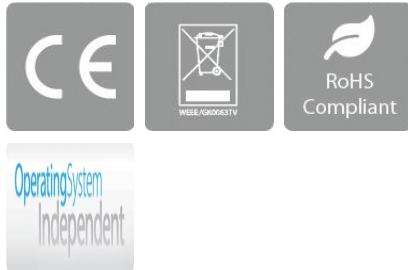 CE
WEEE/GK0063TV
RoHS
Compliant
OperatingSystem
Independent